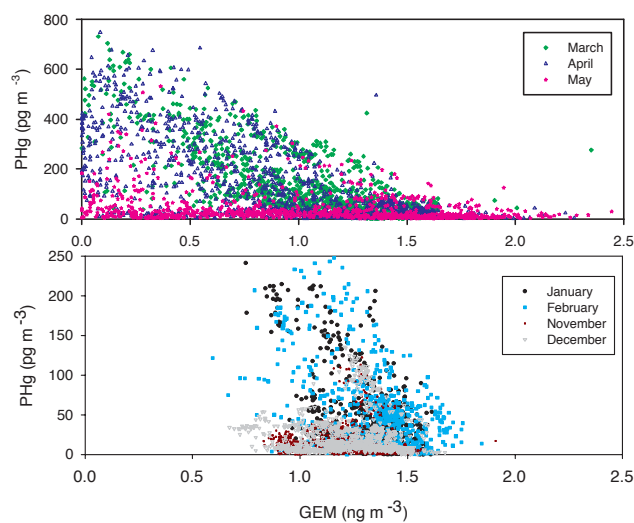 800
600
400
200
0
PHg (pg m -3)
March
April
May
0.0 0.5 1.0 1.5 2.0 2.5
250
200
150
100
50
0
PHg (pg m -3)
January
February
November
December
0.0 0.5 1.0 1.5 2.0 2.5
GEM (ng m -3)